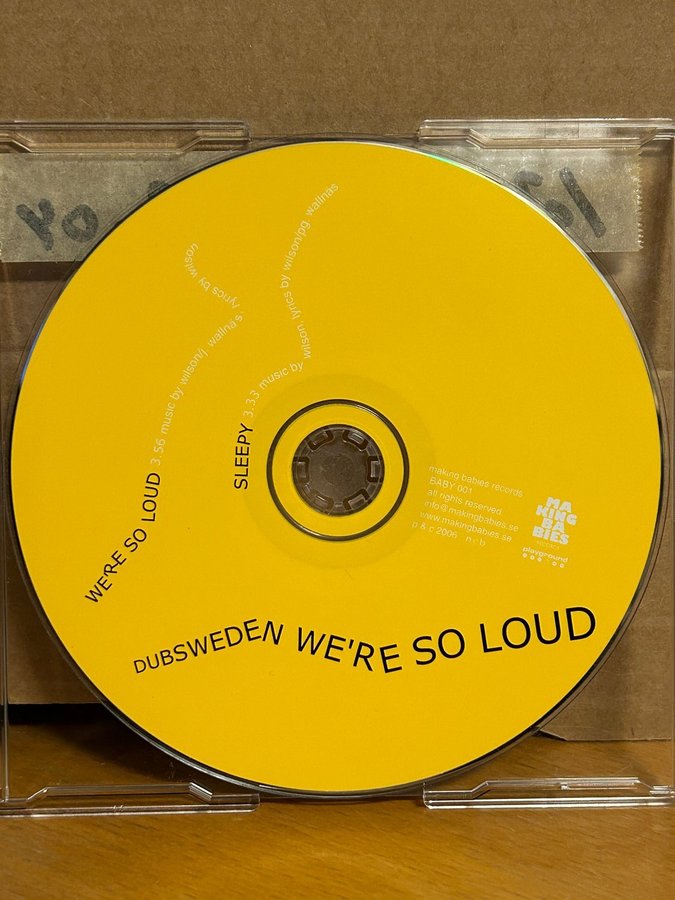 WE'RE SO LOUD 3.56 music by wilson/j. wallnäs. lyrics by wilson
SLEEPY 3.33 music by wilson, lyrics by wilson/pg. wallnäs
making babies records
BABY 001
all rights reserved.
info@makingbabies.se
www.makingbabies.se
p & c 2006 ncb
MA
KING
BA
BIES
playground
DUBSWEDEN WE'RE SO LOUD